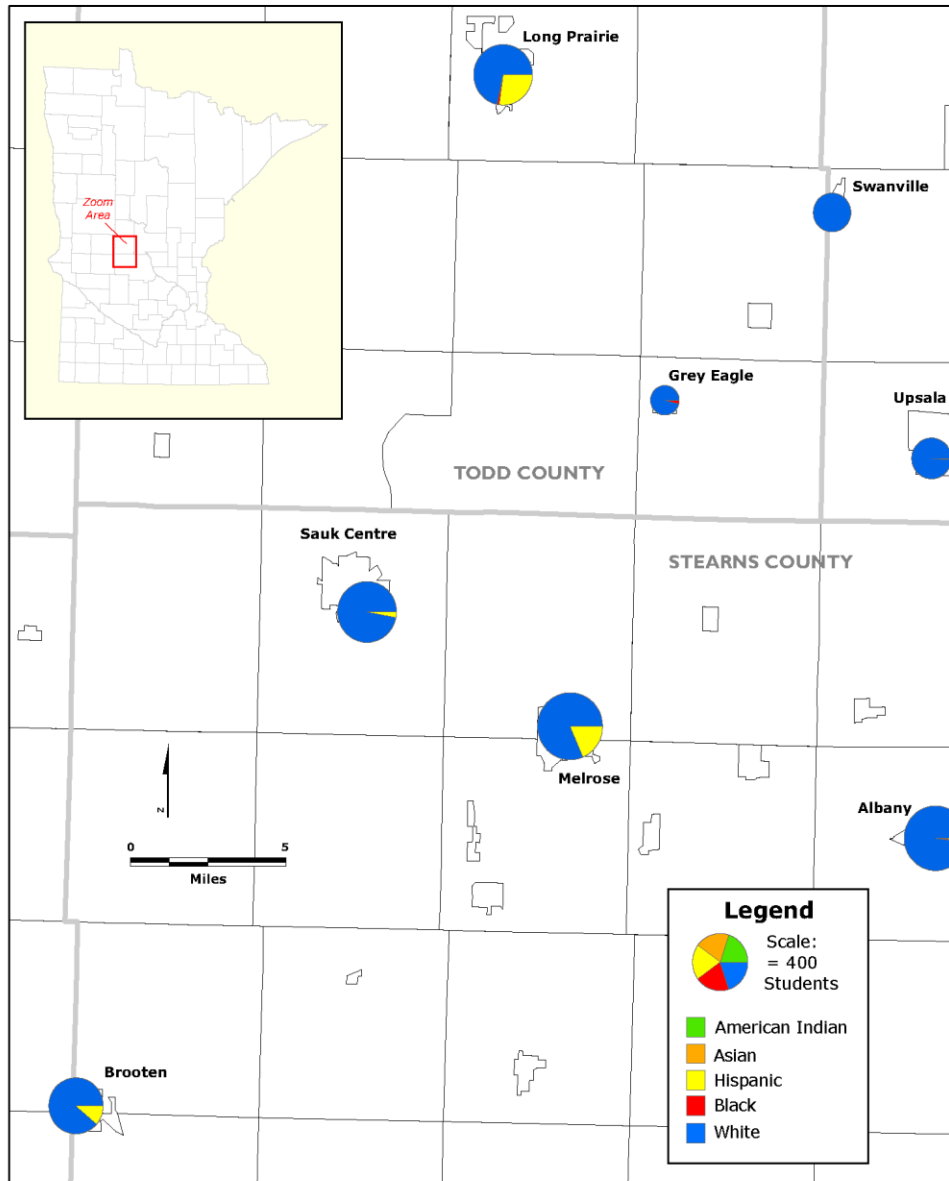 Long Prairie
Swanville
Zoom
Area
Grey Eagle
Upsala
TODD COUNTY
Sauk Centre
STEARNS COUNTY
Melrose
Albany
N
0 5
Miles
Legend
Scale:
= 400
Students
American Indian
Asian
Hispanic
Black
White
Brooten